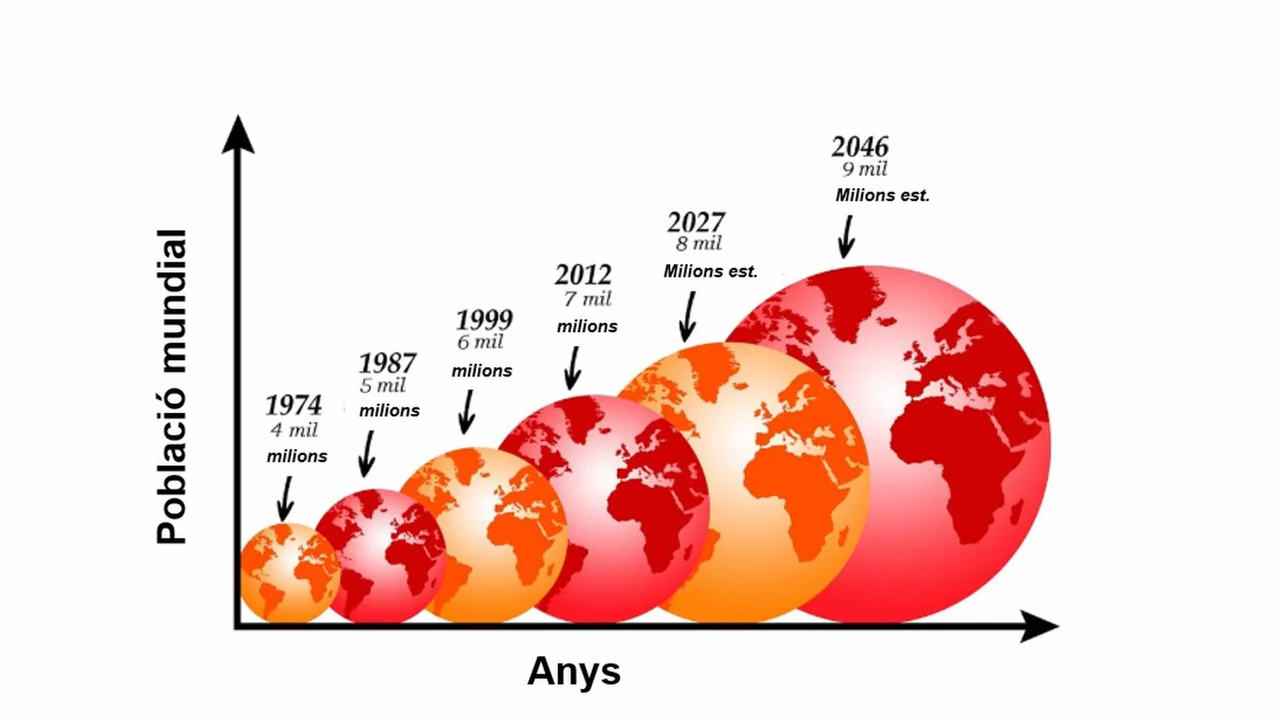 2046
9 mil
Milions est.
2027
8 mil
Milions est.
2012
7 mil
milions
1999
6 mil
milions
1987
5 mil
milions
1974
4 mil
milions
Població mundial
Anys